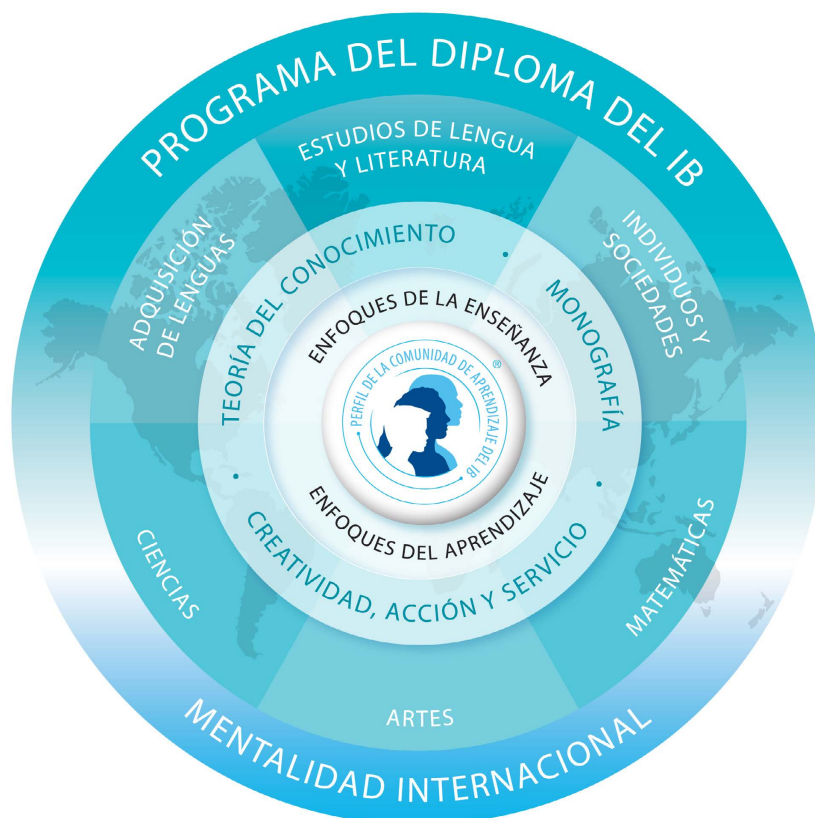 PROGRAMA DEL DIPLOMA DEL IB
ESTUDIOS DE LENGUA
Y LITERATURA
ADQUISICIÓN
DE LENGUAS
INDIVIDUOS Y
SOCIEDADES
TEORÍA DEL CONOCIMIENTO
·
MONOGRAFÍA
·
ENFOQUES DE LA ENSEÑANZA
• PERFIL DE LA COMUNIDAD DE APRENDIZAJE DEL IB •
®
ENFOQUES DEL APRENDIZAJE
CREATIVIDAD, ACCIÓN Y SERVICIO
·
CIENCIAS
MATEMÁTICAS
ARTES
MENTALIDAD INTERNACIONAL